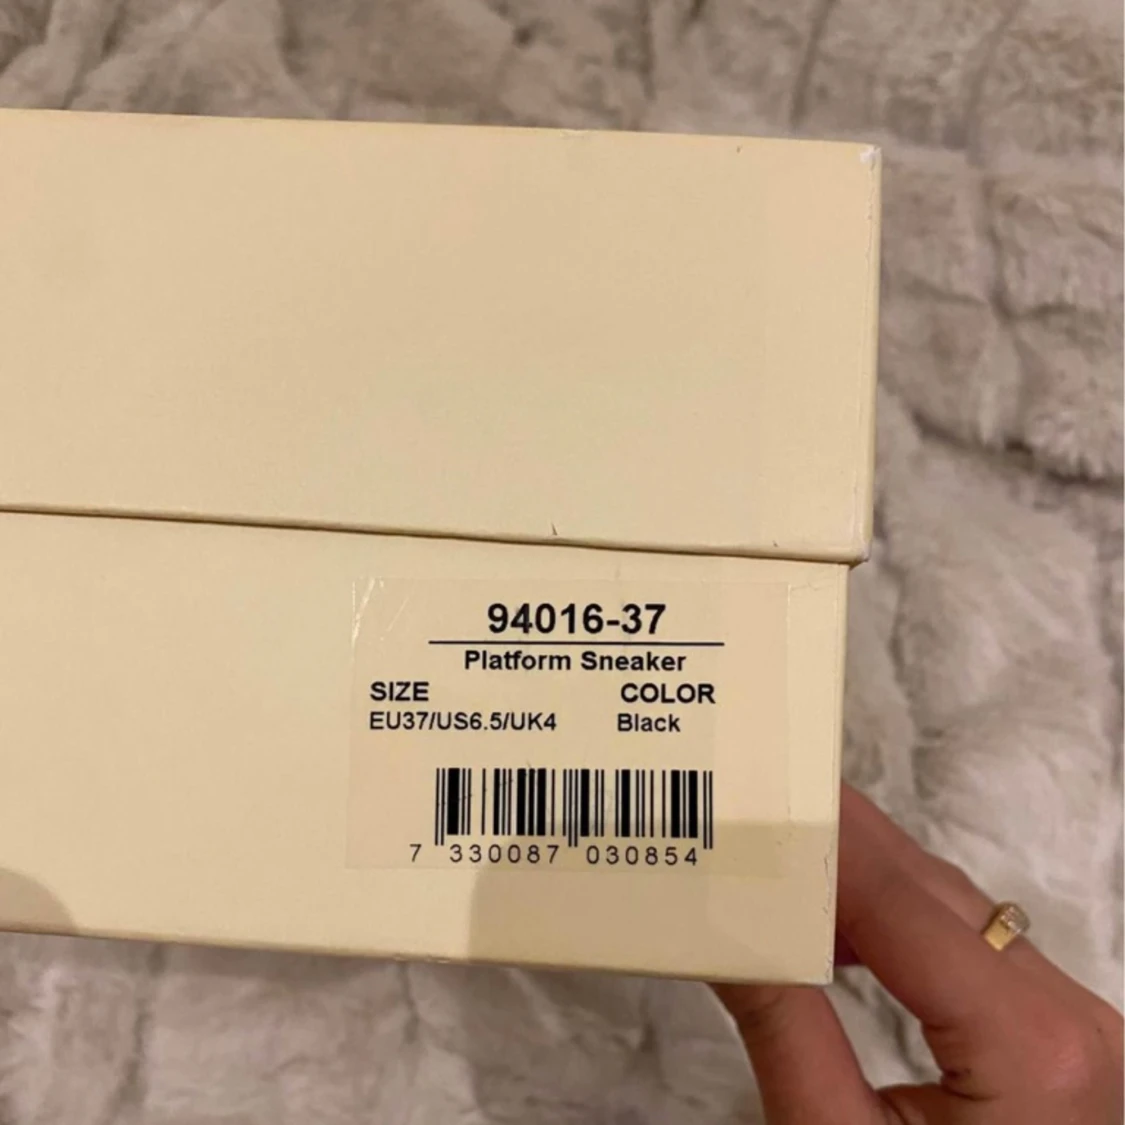 94016-37
Platform Sneaker
SIZE COLOR
EU37/US6.5/UK4 Black
7 330087 030854